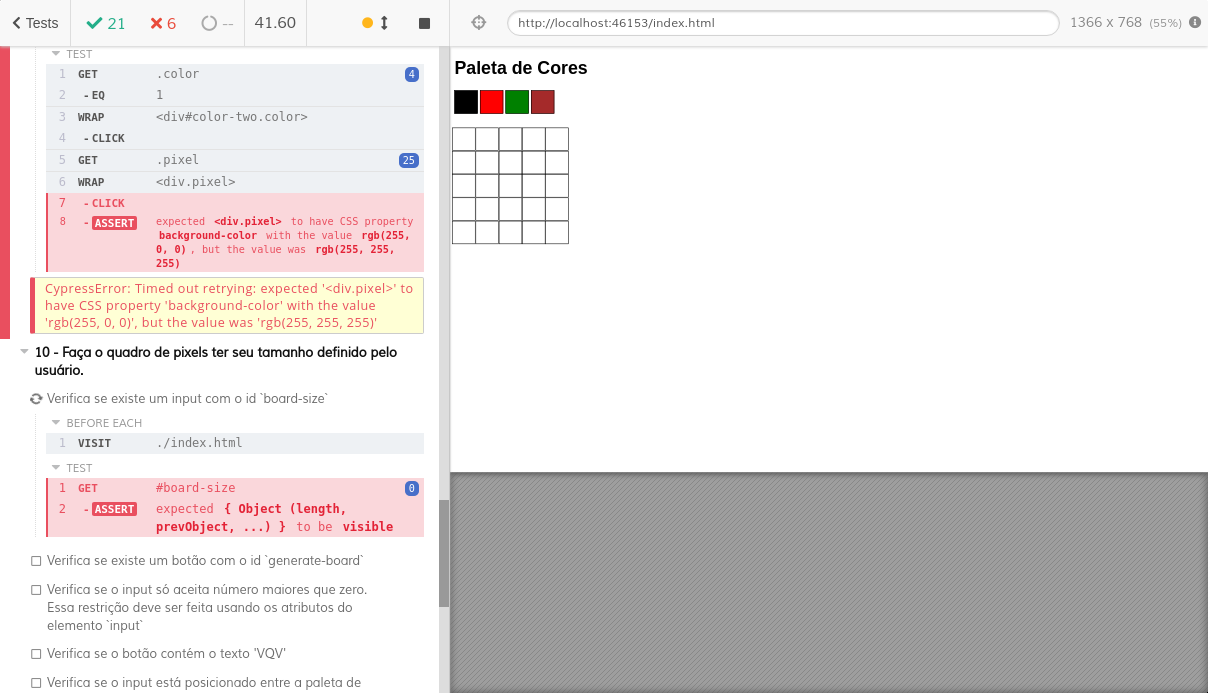 Tests
21
6
--
41.60
http://localhost:46153/index.html
1366 x 768 (55%)
TEST
1 GET .color 4
2 - EQ 1
3 WRAP <div#color-two.color>
4 - CLICK
5 GET .pixel 25
6 WRAP <div.pixel>
7 - CLICK
8 - ASSERT expected <div.pixel> to have CSS property
background-color with the value rgb(255,
0, 0) , but the value was rgb(255, 255,
255)
CypressError: Timed out retrying: expected '<div.pixel>' to
have CSS property 'background-color' with the value
'rgb(255, 0, 0)', but the value was 'rgb(255, 255, 255)'
10 - Faça o quadro de pixels ter seu tamanho definido pelo
usuário.
Verifica se existe um input com o id `board-size`
BEFORE EACH
1 VISIT ./index.html
TEST
1 GET #board-size 0
2 - ASSERT expected { Object (length,
prevObject, ...) } to be visible
Verifica se existe um botão com o id `generate-board`
Verifica se o input só aceita número maiores que zero.
Essa restrição deve ser feita usando os atributos do
elemento `input`
Verifica se o botão contém o texto 'VQV'
Verifica se o input está posicionado entre a paleta de
Paleta de Cores